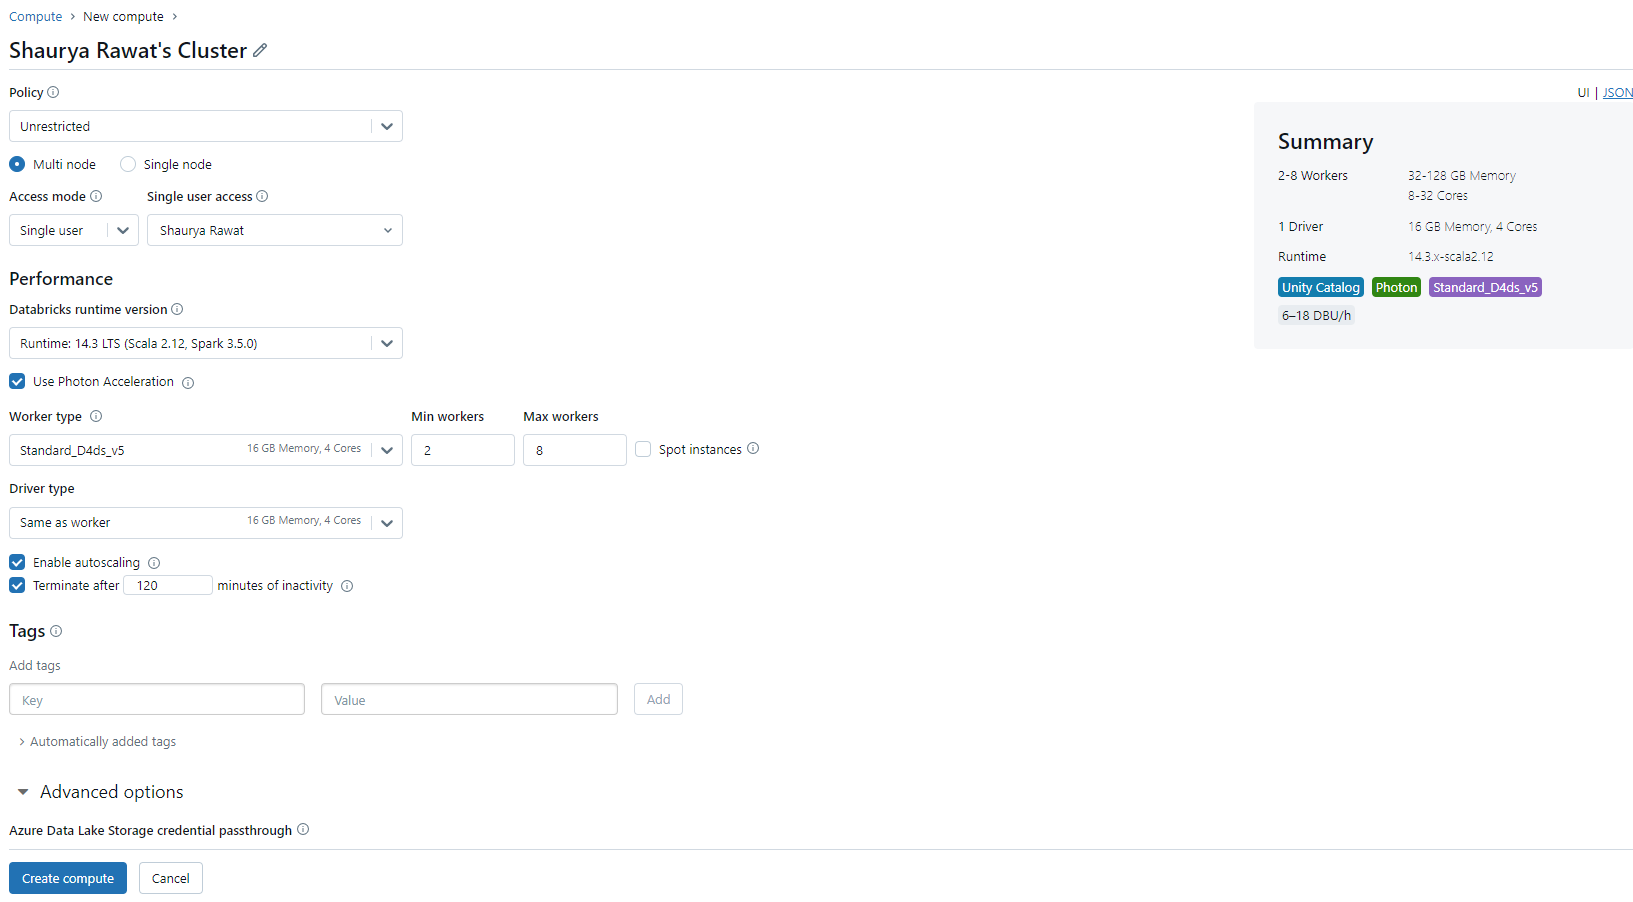 Compute > New compute >
Shaurya Rawat's Cluster
Policy
UI | JSON
Unrestricted
Multi node Single node
Access mode Single user access
Single user Shaurya Rawat
Performance
Databricks runtime version
Runtime: 14.3 LTS (Scala 2.12, Spark 3.5.0)
Use Photon Acceleration
Worker type Min workers Max workers
Standard_D4ds_v5 16 GB Memory, 4 Cores 2 8 Spot instances
Driver type
Same as worker 16 GB Memory, 4 Cores
Enable autoscaling
Terminate after 120 minutes of inactivity
Tags
Add tags
Key Value Add
> Automatically added tags
Advanced options
Azure Data Lake Storage credential passthrough
Create compute Cancel
Summary
2-8 Workers 32-128 GB Memory
8-32 Cores
1 Driver 16 GB Memory, 4 Cores
Runtime 14.3.x-scala2.12
Unity Catalog Photon Standard_D4ds_v5
6–18 DBU/h